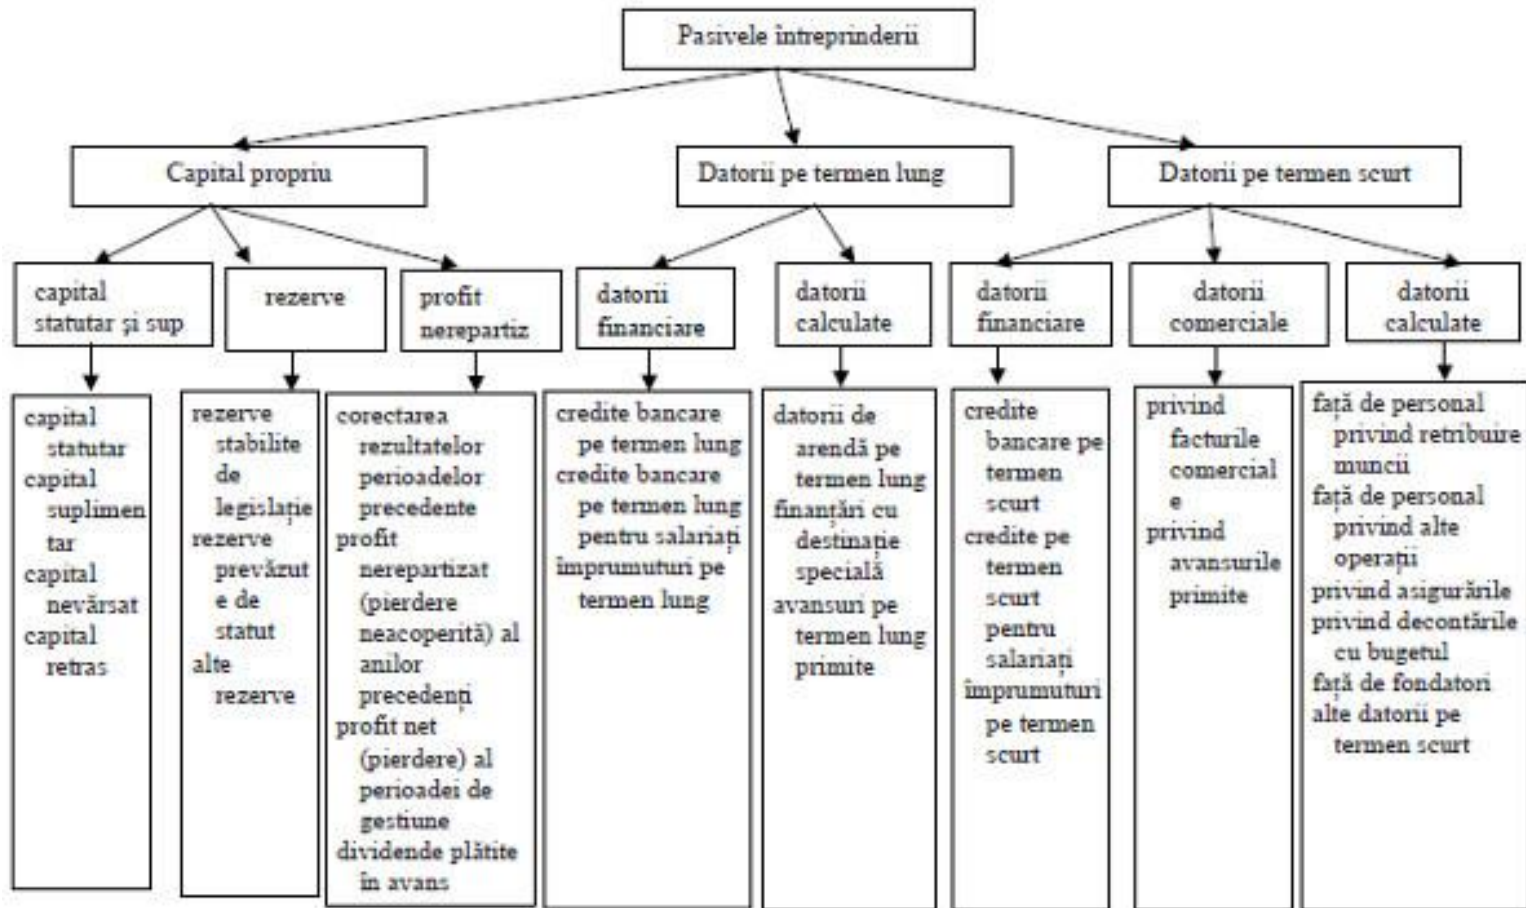 Pasivele întreprinderii
Capital propriu
Datorii pe termen lung
Datorii pe termen scurt
capital
statutar și sup
rezerve
profit
nerepartiz
datorii
financiare
datorii
calculate
datorii
financiare
datorii
comerciale
datorii
calculate
capital
statutar
capital
suplimen
tar
capital
nevărsat
capital
retras
rezerve
stabilite
de
legislație
rezerve
prevăzut
e de
statut
alte
rezerve
corectarea
rezultatelor
perioadelor
precedente
profit
nerepartizat
(pierdere
neacoperită) al
anilor
precedenți
profit net
(pierdere) al
perioadei de
gestiune
dividende plătite
în avans
credite bancare
pe termen lung
credite bancare
pe termen lung
pentru salariați
împrumuturi pe
termen lung
datorii de
arendă pe
termen lung
finanțări cu
destinație
specială
avansuri pe
termen lung
primite
credite
bancare pe
termen
scurt
credite pe
termen
scurt
pentru
salariați
împrumuturi
pe termen
scurt
privind
facturile
comercial
e
privind
avansurile
primite
față de personal
privind retribuire
muncii
față de personal
privind alte
operații
privind asigurările
privind decontările
cu bugetul
față de fondatori
alte datorii pe
termen scurt